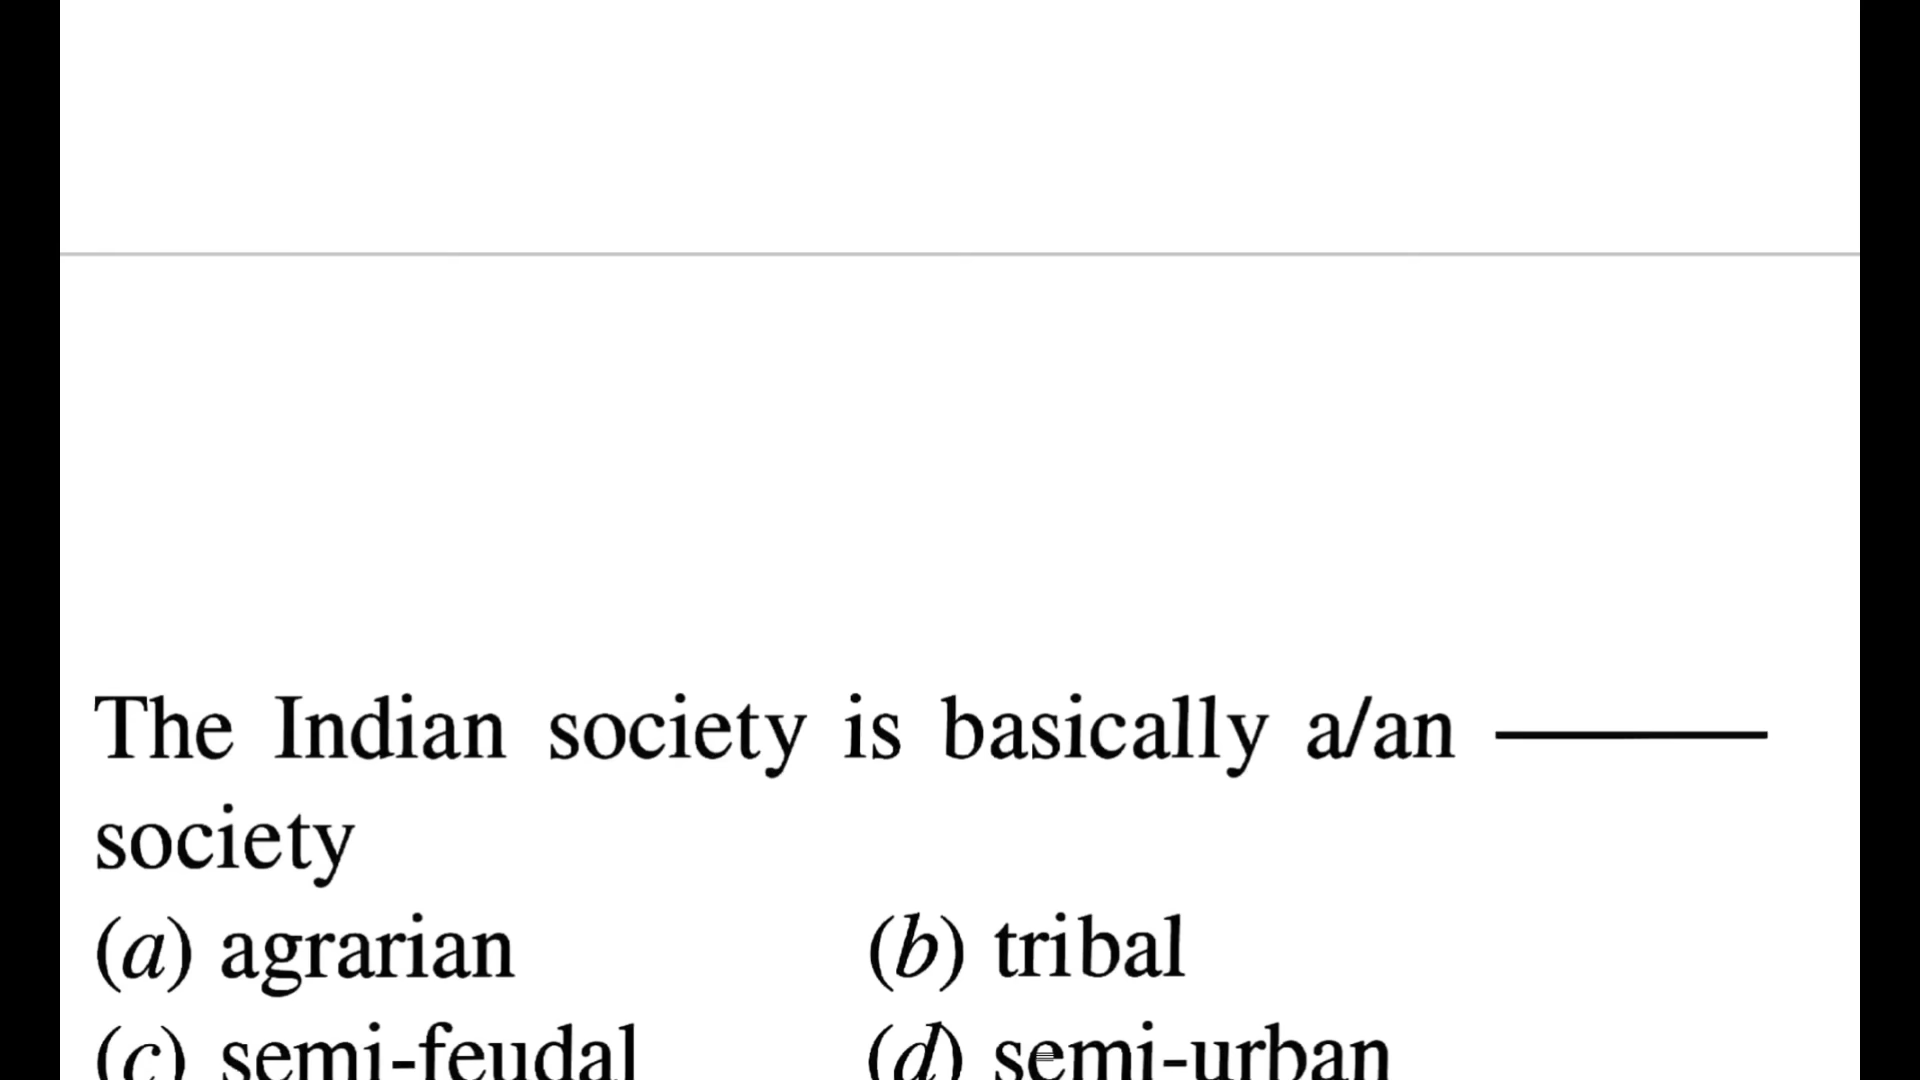 The Indian society is basically a/an ———
society
(a) agrarian (b) tribal
(c) semi-feudal (d) semi-urban